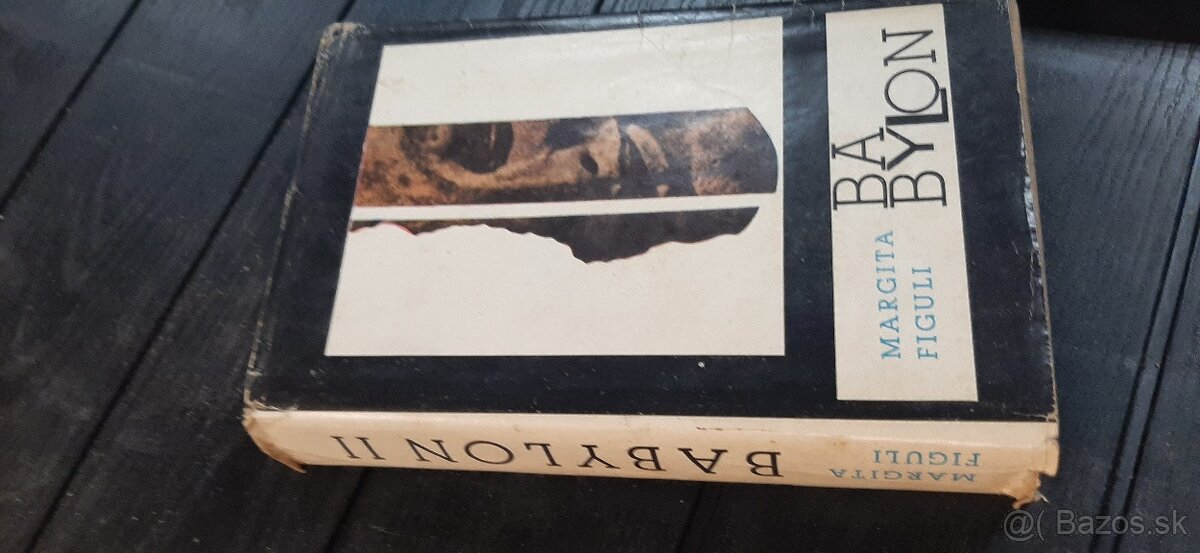 BA
BYLON
MARGITA
FIGULI
MARGITA
FIGULI
BABYLON II
@( Bazos.sk